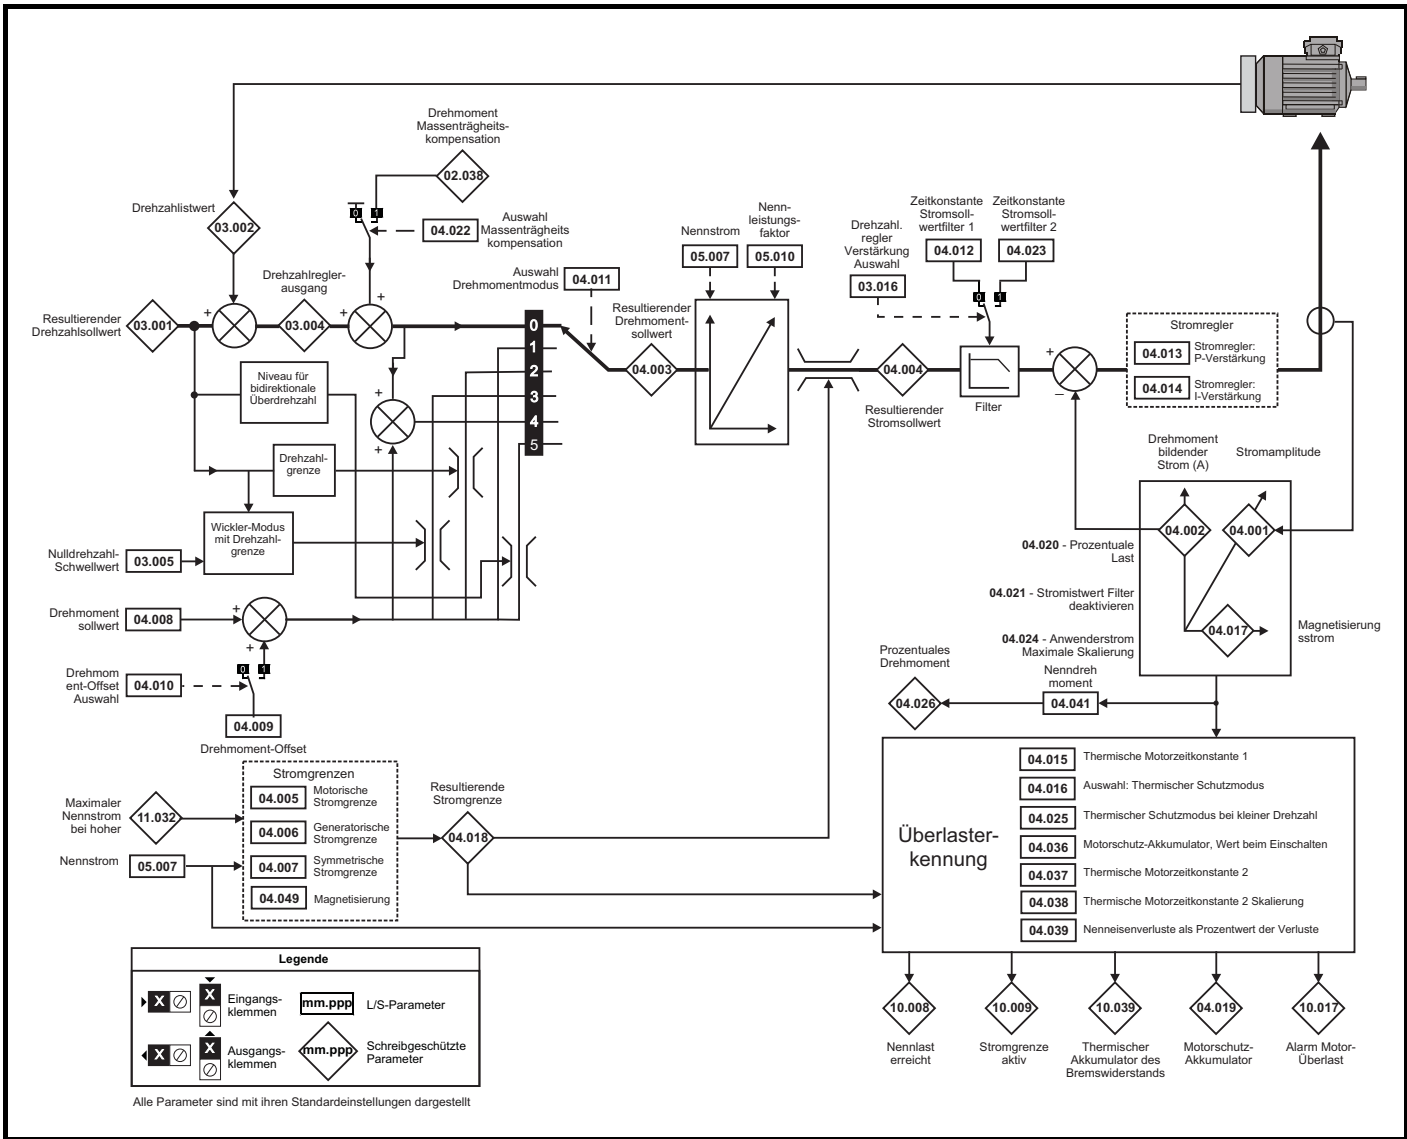 Drehmoment
Massenträgheits-
kompensation
02.038
Drehzahlistwert
03.002
0 1
04.022
Auswahl
Massenträgheits
kompensation
Drehzahlregler-
ausgang
Resultierender
Drehzahlsollwert
03.001
+
03.004
+
+
Auswahl
Drehmomentmodus
04.011
Resultierender
Drehmoment-
sollwert
04.003
Nennstrom
05.007
Nenn-
leistungs-
faktor
05.010
Drehzahl.
regler
Verstärkung
Auswahl
03.016
Zeitkonstante
Stromsoll-
wertfilter 1
04.012
Zeitkonstante
Stromsoll-
wertfilter 2
04.023
0 1
04.004
Resultierender
Stromsollwert
Filter
+
–
Stromregler
04.013
Stromregler:
P-Verstärkung
04.014
Stromregler:
I-Verstärkung
0
1
2
3
4
5
Niveau für
bidirektionale
Überdrehzahl
+
+
Drehzahl-
grenze
Wickler-Modus
mit Drehzahl-
grenze
Nulldrehzahl-
Schwellwert
03.005
Drehmoment
sollwert
04.008
+
+
0 1
Drehmom
ent-Offset
Auswahl
04.010
04.009
Drehmoment-Offset
Drehmoment
bildender
Strom (A)
Stromamplitude
04.002
04.001
04.017
Magnetisierung
sstrom
04.020 - Prozentuale
Last
04.021 - Stromistwert Filter
deaktivieren
04.024 - Anwenderstrom
Maximale Skalierung
Prozentuales
Drehmoment
04.026
Nenndreh
moment
04.041
Maximaler
Nennstrom
bei hoher
11.032
Nennstrom
05.007
Stromgrenzen
04.005
Motorische
Stromgrenze
04.006
Generatorische
Stromgrenze
04.007
Symmetrische
Stromgrenze
04.049
Magnetisierung
Resultierende
Stromgrenze
04.018
Überlaster-
kennung
04.015
Thermische Motorzeitkonstante 1
04.016
Auswahl: Thermischer Schutzmodus
04.025
Thermischer Schutzmodus bei kleiner Drehzahl
04.036
Motorschutz-Akkumulator, Wert beim Einschalten
04.037
Thermische Motorzeitkonstante 2
04.038
Thermische Motorzeitkonstante 2 Skalierung
04.039
Nenneisenverluste als Prozentwert der Verluste
10.008
Nennlast
erreicht
10.009
Stromgrenze
aktiv
10.039
Thermischer
Akkumulator des
Bremswiderstands
04.019
Motorschutz-
Akkumulator
10.017
Alarm Motor-
Überlast
Legende
X
X
Eingangs-
klemmen
mm.ppp
L/S-Parameter
X
X
Ausgangs-
klemmen
mm.ppp
Schreibgeschützte
Parameter
Alle Parameter sind mit ihren Standardeinstellungen dargestellt